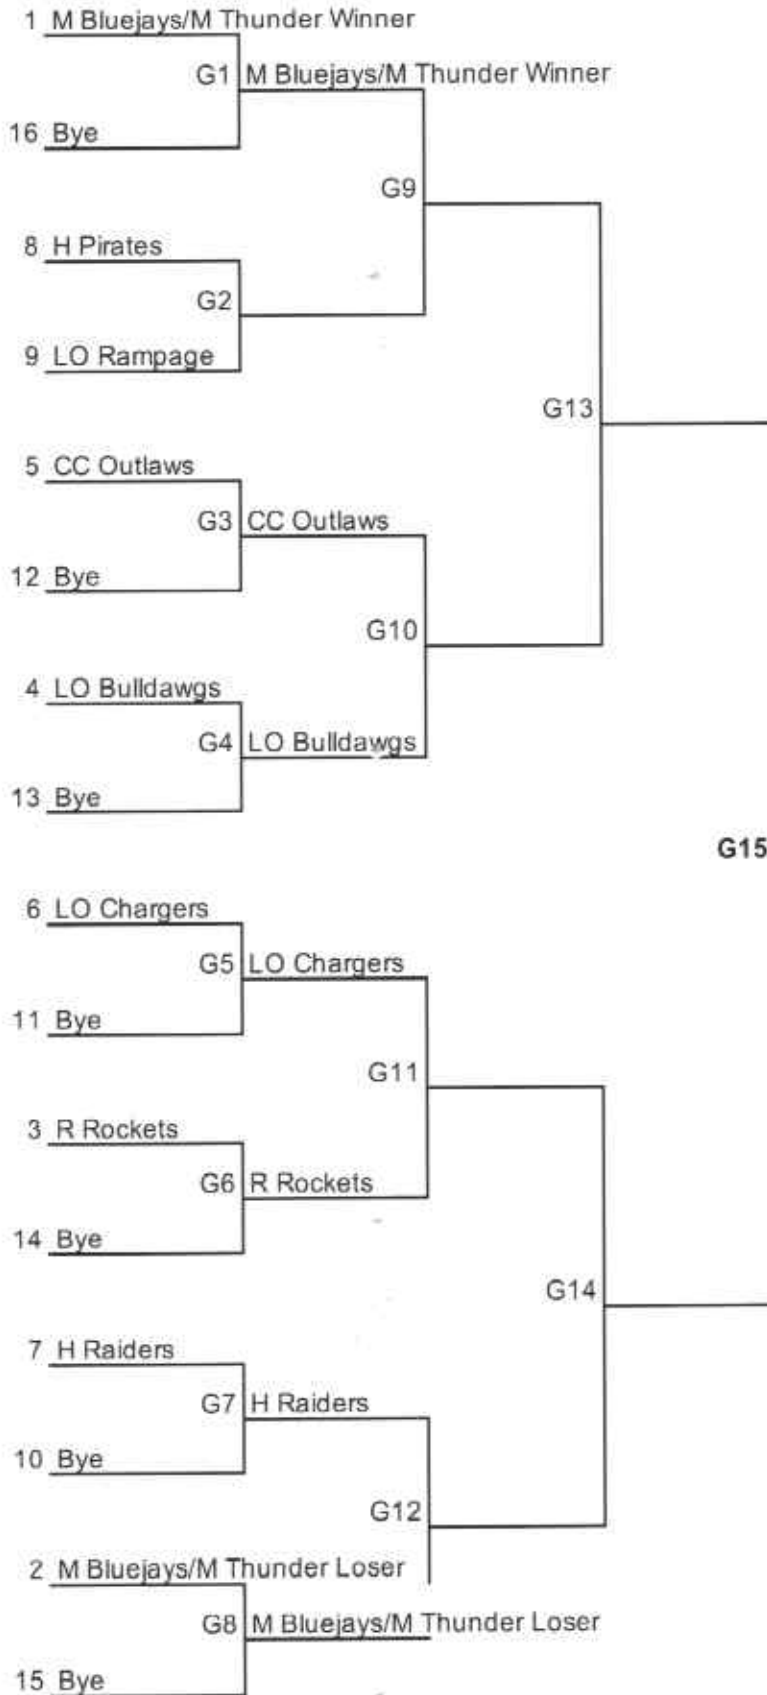 1 M Bluejays/M Thunder Winner
G1 M Bluejays/M Thunder Winner
16 Bye
G9
8 H Pirates
G2
9 LO Rampage
G13
5 CC Outlaws
G3 CC Outlaws
12 Bye
G10
4 LO Bulldawgs
G4 LO Bulldawgs
13 Bye
G15
6 LO Chargers
G5 LO Chargers
11 Bye
G11
3 R Rockets
G6 R Rockets
14 Bye
G14
7 H Raiders
G7 H Raiders
10 Bye
G12
2 M Bluejays/M Thunder Loser
G8 M Bluejays/M Thunder Loser
15 Bye